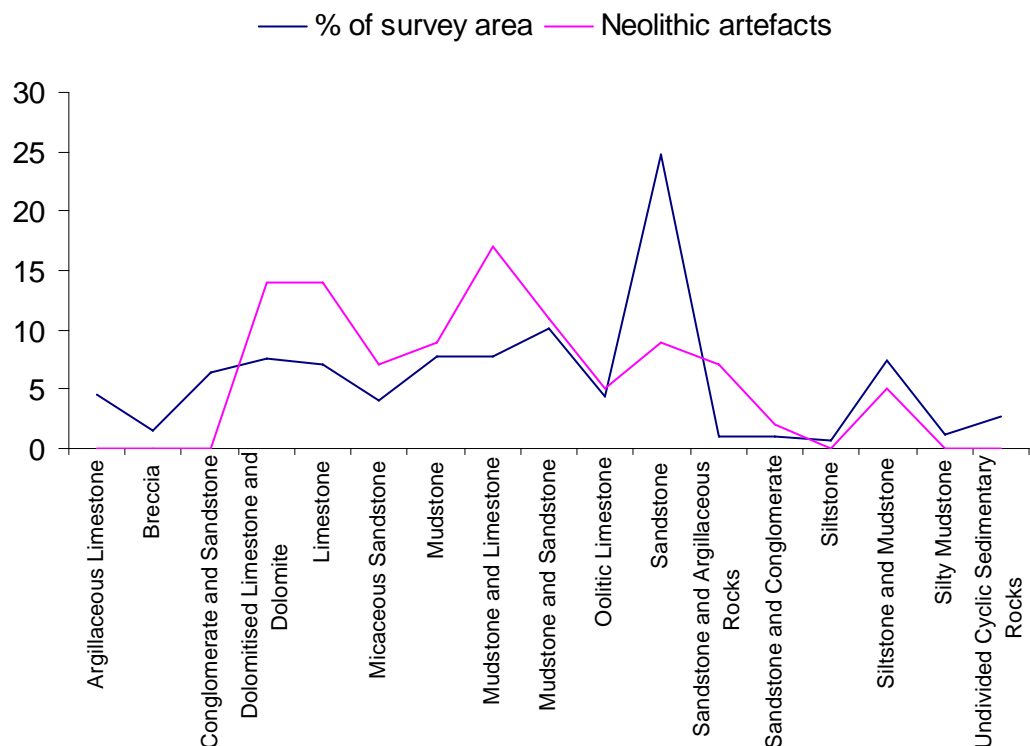 % of survey area
Neolithic artefacts
30
25
20
15
10
5
0
Argillaceous Limestone
Breccia
Conglomerate and Sandstone
Dolomitised Limestone and
Dolomite
Limestone
Micaceous Sandstone
Mudstone
Mudstone and Limestone
Mudstone and Sandstone
Oolitic Limestone
Sandstone
Sandstone and Argillaceous
Rocks
Sandstone and Conglomerate
Siltstone
Siltstone and Mudstone
Silty Mudstone
Undivided Cyclic Sedimentary
Rocks